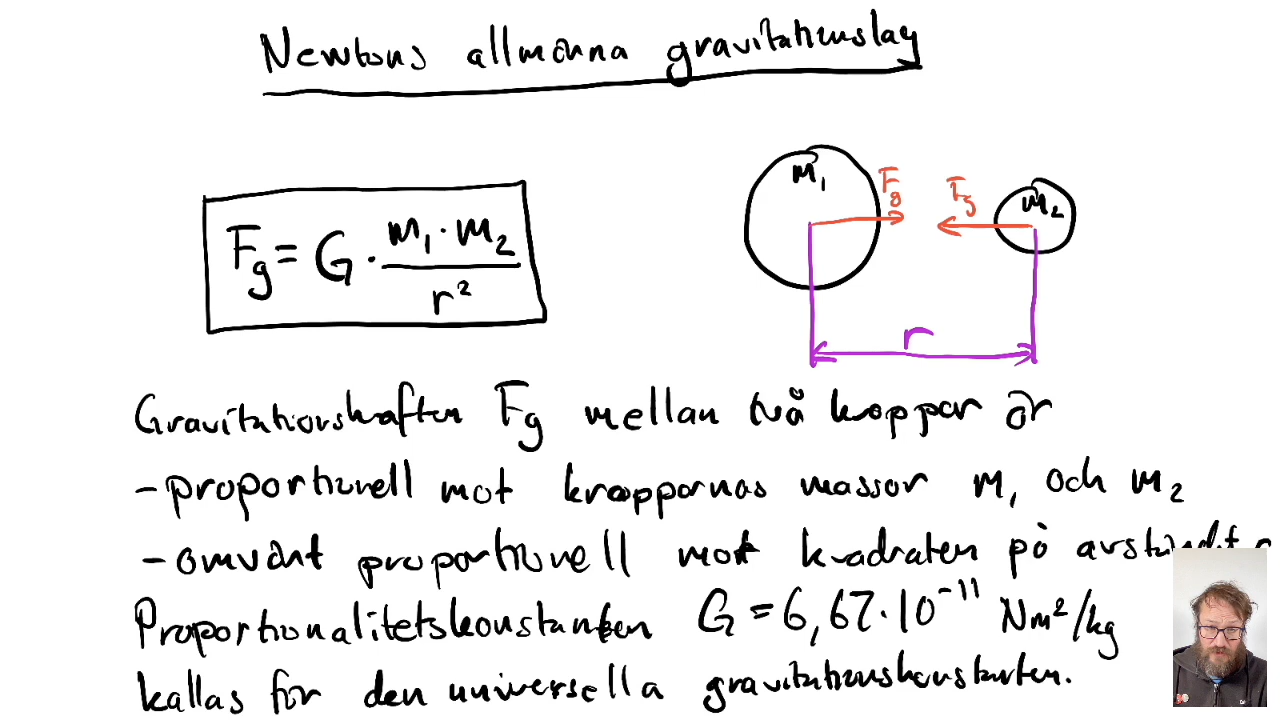 Newtons allmänna gravitationslag
Fg = G · m₁ · m₂ / r²
m₁
Fg
Fg
m₂
r
Gravitationskraften Fg mellan två kroppar är
- proportionell mot kropparnas massor m₁ och m₂
- omvänt proportionell mot kvadraten på avståndet
Proportionalitetskonstanten G = 6,67 · 10⁻¹¹ Nm²/kg
kallas för den universella gravitationskonstanten.